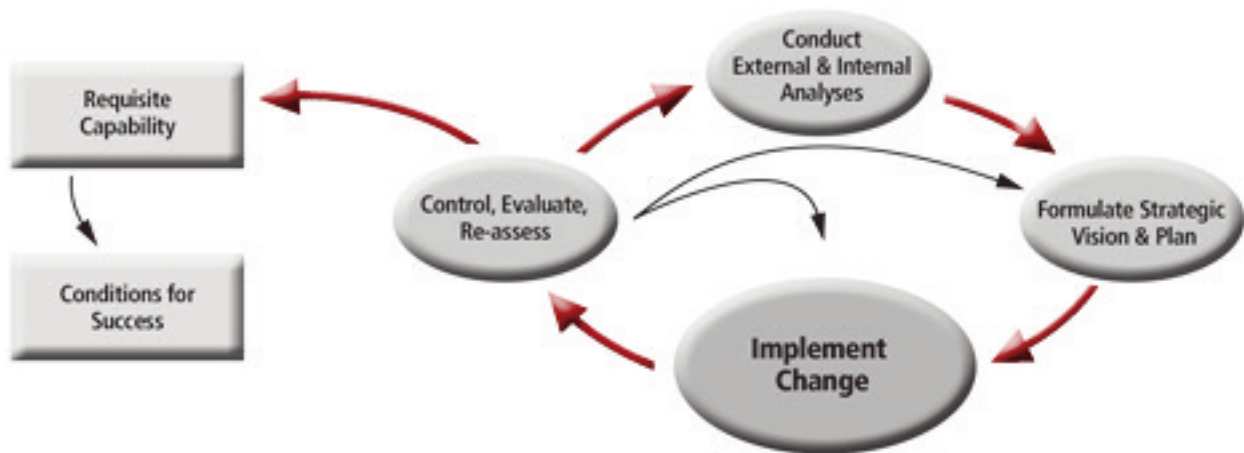 Requisite
Capability
Conditions for
Success
Control, Evaluate,
Re-assess
Conduct
External & Internal
Analyses
Formulate Strategic
Vision & Plan
Implement
Change